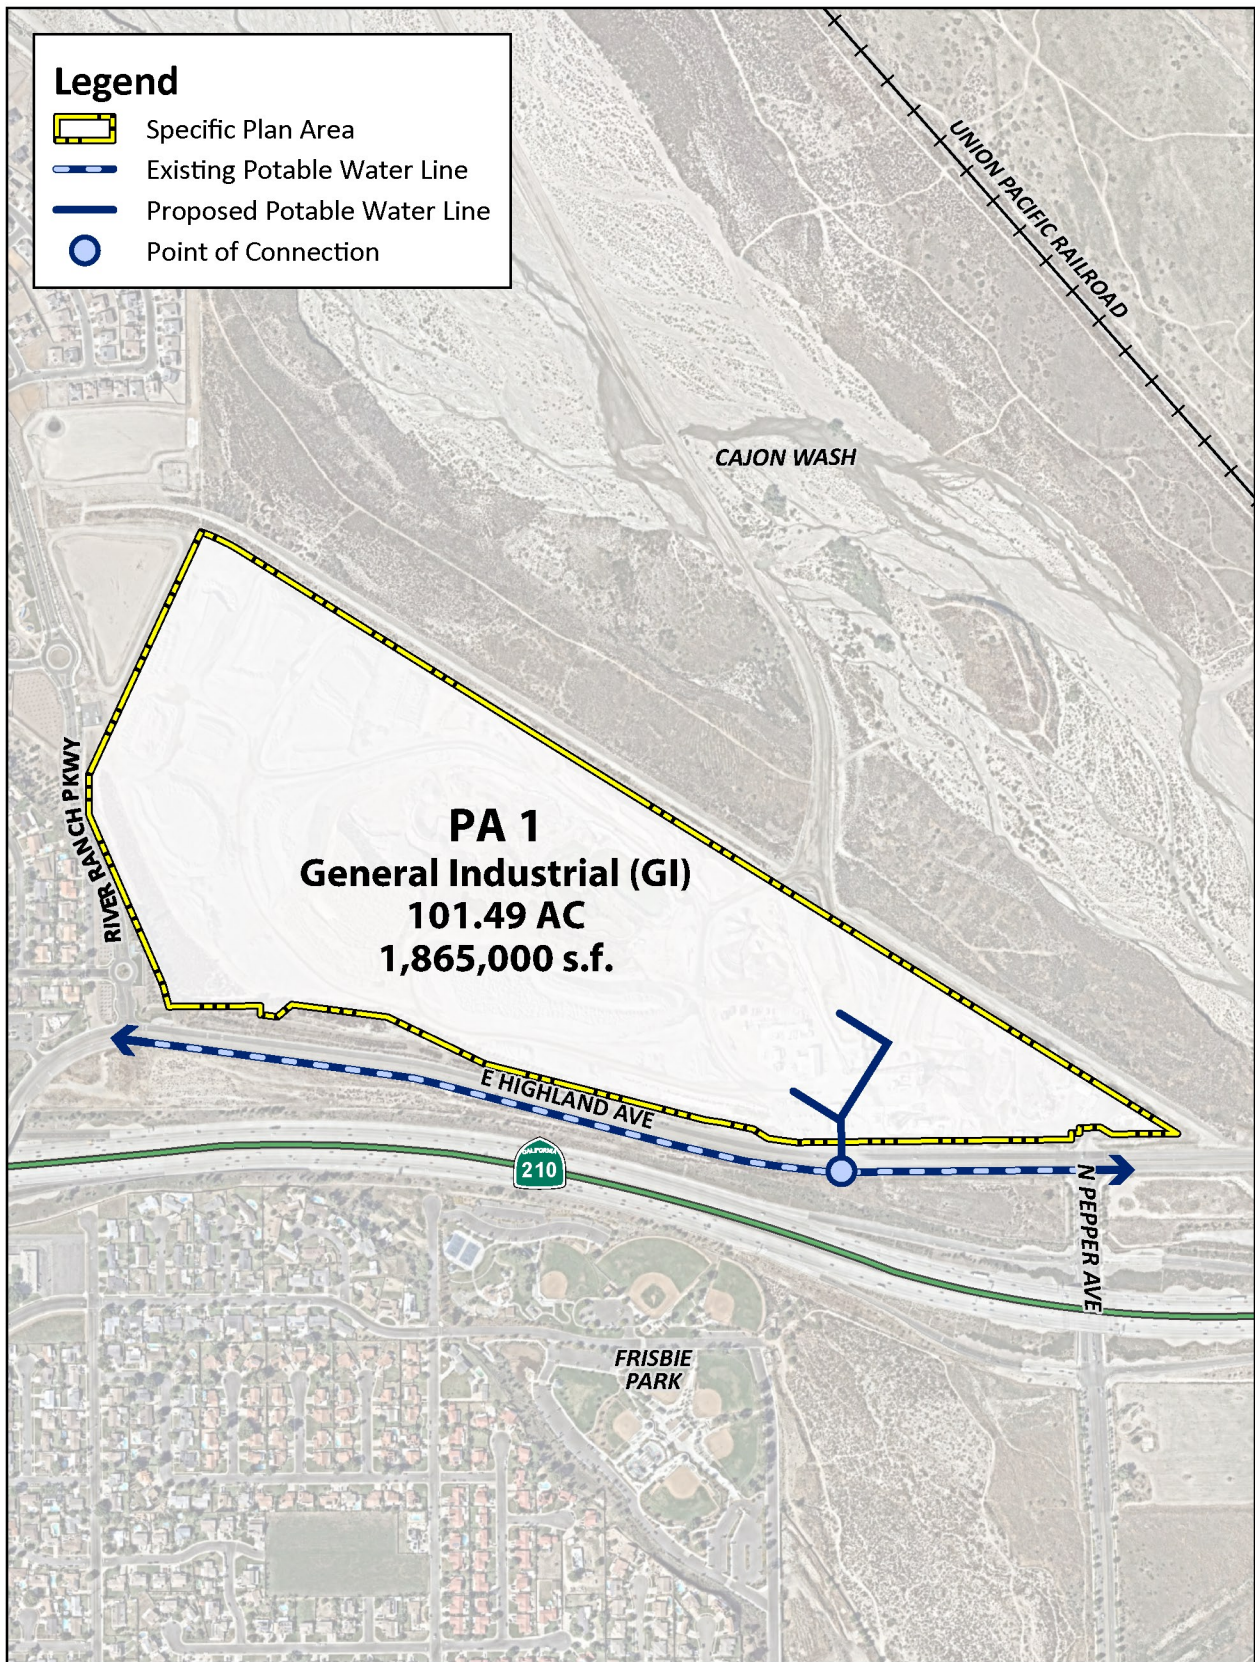 Legend
Specific Plan Area
Existing Potable Water Line
Proposed Potable Water Line
Point of Connection
UNION PACIFIC RAILROAD
CAJON WASH
RIVER RANCH PKWY
PA 1
General Industrial (GI)
101.49 AC
1,865,000 s.f.
E HIGHLAND AVE
CALIFORNIA
210
N PEPPER AVE
FRISBIE
PARK